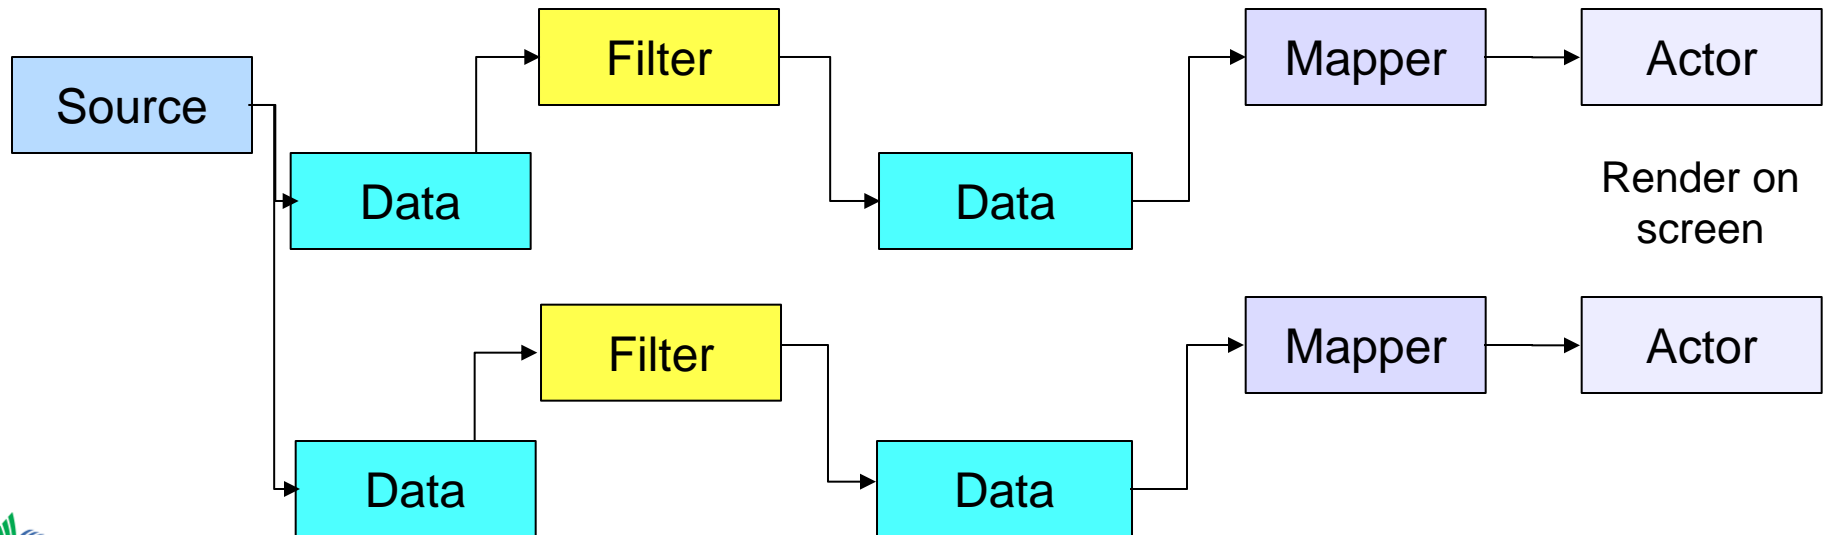 Source
Data
Filter
Data
Mapper
Actor
Render on
screen
Data
Filter
Data
Mapper
Actor